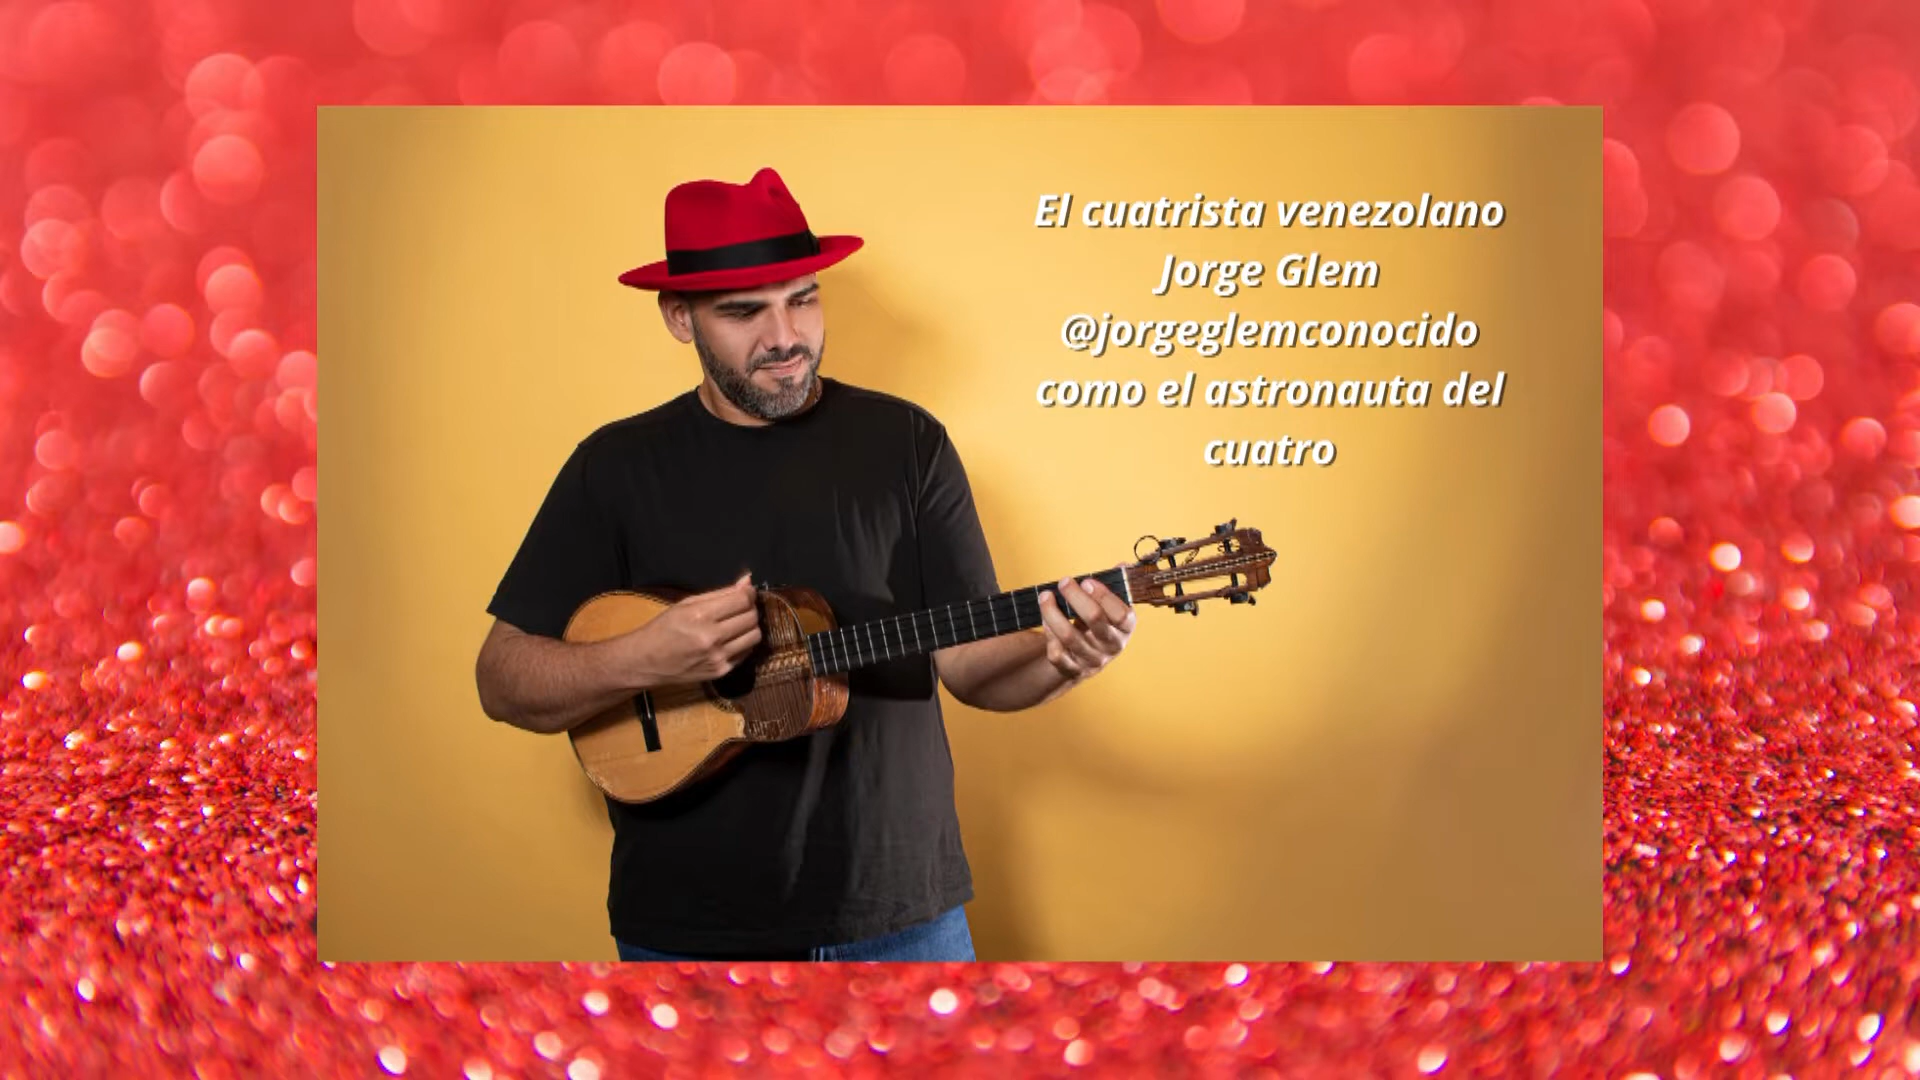 El cuatrista venezolano
Jorge Glem
@jorgeglemconocido
como el astronauta del
cuatro